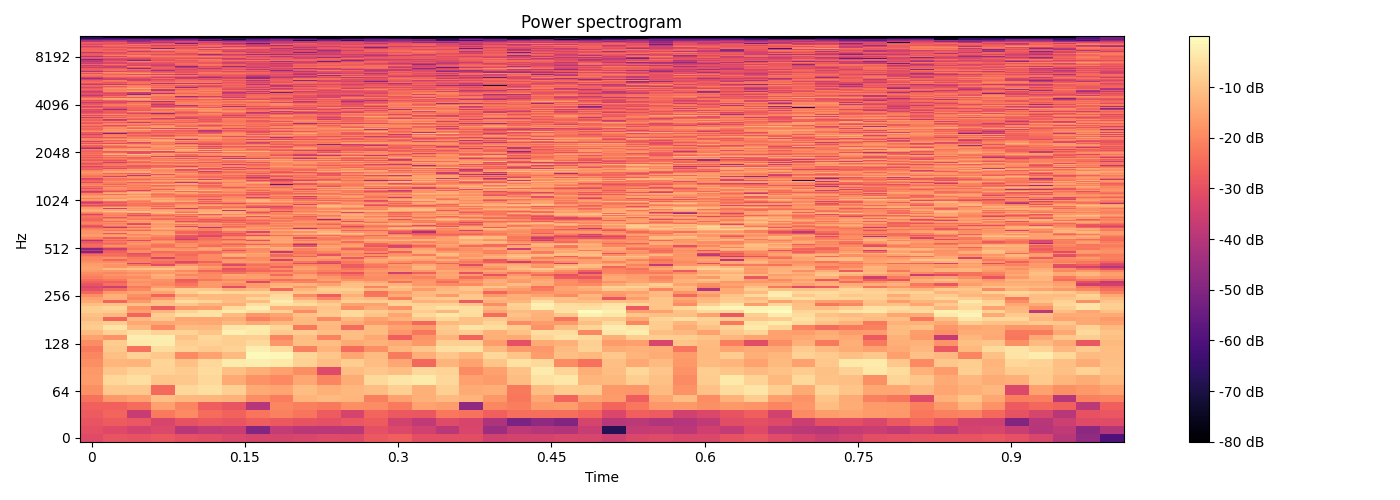 Power spectrogram
Hz
8192
4096
2048
1024
512
256
128
64
0
0 0.15 0.3 0.45 0.6 0.75 0.9
Time
-10 dB
-20 dB
-30 dB
-40 dB
-50 dB
-60 dB
-70 dB
-80 dB